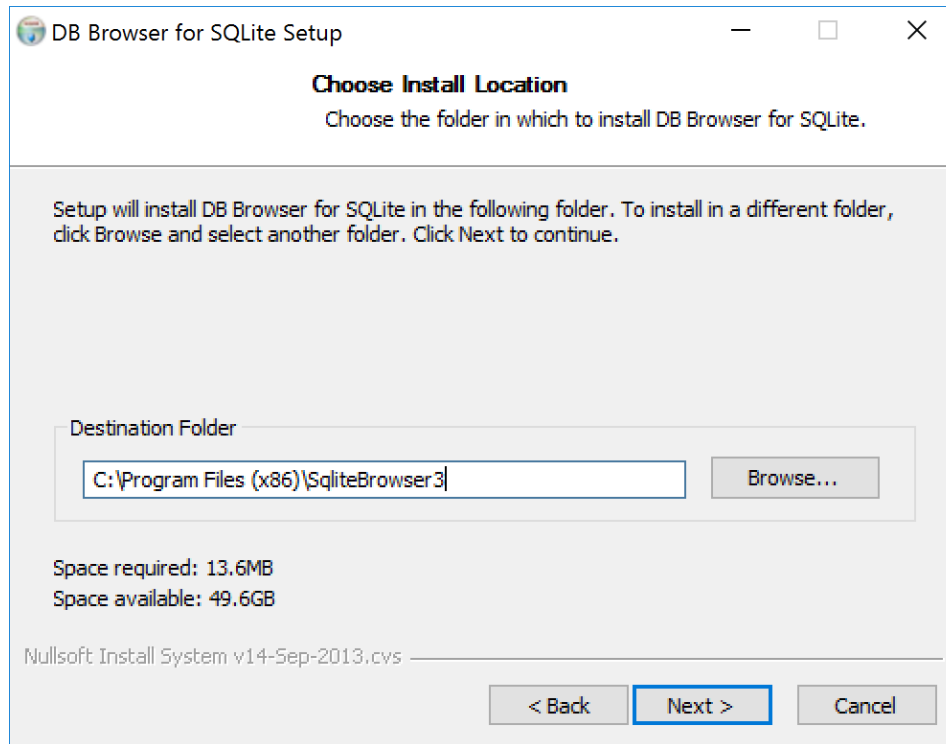 DB Browser for SQLite Setup
Choose Install Location
Choose the folder in which to install DB Browser for SQLite.
Setup will install DB Browser for SQLite in the following folder. To install in a different folder,
click Browse and select another folder. Click Next to continue.
Destination Folder
C:\Program Files (x86)\SqliteBrowser3
Browse...
Space required: 13.6MB
Space available: 49.6GB
Nullsoft Install System v14-Sep-2013.cvs
< Back
Next >
Cancel